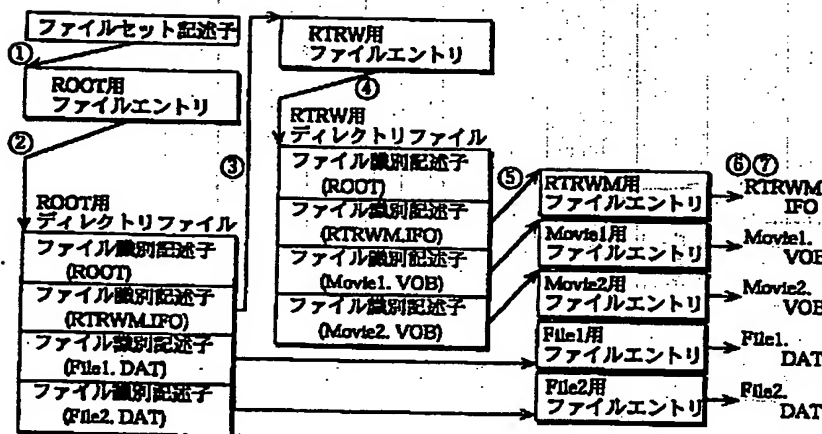 ファイルセット記述子
①
ROOT用
ファイルエントリ
②
ROOT用
ディレクトリファイル
ファイル識別記述子
(ROOT)
ファイル識別記述子
(RTRWM.IFO)
ファイル識別記述子
(File1. DAT)
ファイル識別記述子
(File2. DAT)
③
RTRW用
ファイルエントリ
④
RTRW用
ディレクトリファイル
ファイル識別記述子
(ROOT)
ファイル識別記述子
(RTRWM.IFO)
ファイル識別記述子
(Movie1. VOB)
ファイル識別記述子
(Movie2. VOB)
⑤
RTRWM用
ファイルエントリ
Movie1用
ファイルエントリ
Movie2用
ファイルエントリ
File1用
ファイルエントリ
File2用
ファイルエントリ
⑥⑦
RTRWM
IFO
Movie1.
VOB
Movie2.
VOB
File1.
DAT
File2.
DAT